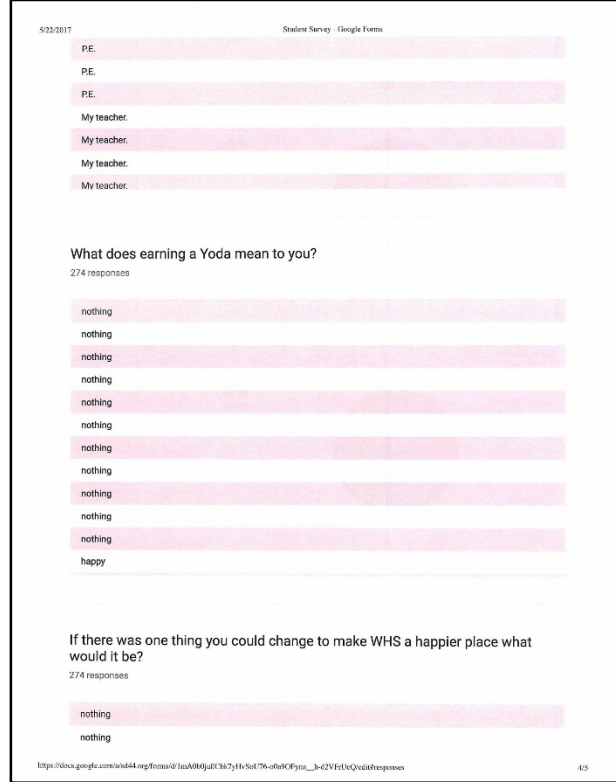 5/22/2017 Student Survey - Google Forms
P.E.
P.E.
P.E.
My teacher.
My teacher.
My teacher.
My teacher.
What does earning a Yoda mean to you?
274 responses
nothing
nothing
nothing
nothing
nothing
nothing
nothing
nothing
nothing
nothing
nothing
happy
If there was one thing you could change to make WHS a happier place what
would it be?
274 responses
nothing
nothing
4/5